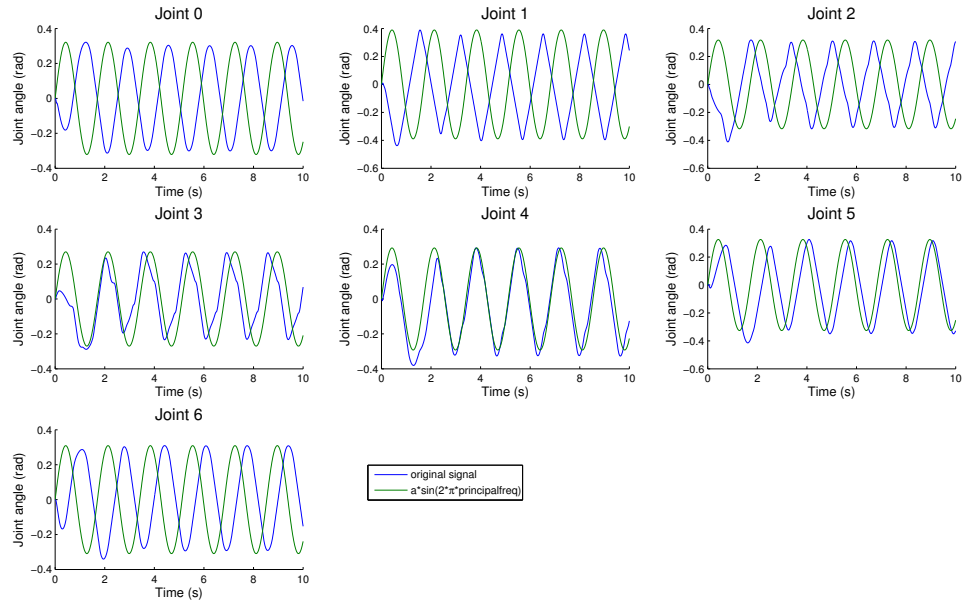 Joint 0
Joint 1
Joint 2
0.4
0.2
0
−0.2
−0.4
Joint angle (rad)
0 2 4 6 8 10
Time (s)
0.4
0.2
0
−0.2
−0.4
−0.6
Joint angle (rad)
0 2 4 6 8 10
Time (s)
0.4
0.2
0
−0.2
−0.4
−0.6
Joint angle (rad)
0 2 4 6 8 10
Time (s)
Joint 3
Joint 4
Joint 5
0.4
0.2
0
−0.2
−0.4
Joint angle (rad)
0 2 4 6 8 10
Time (s)
0.4
0.2
0
−0.2
−0.4
Joint angle (rad)
0 2 4 6 8 10
Time (s)
0.4
0.2
0
−0.2
−0.4
−0.6
Joint angle (rad)
0 2 4 6 8 10
Time (s)
Joint 6
0.4
0.2
0
−0.2
−0.4
Joint angle (rad)
0 2 4 6 8 10
Time (s)
original signal
a*sin(2*π*principalfreq)